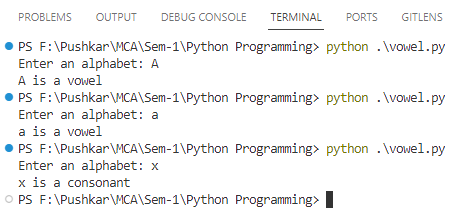 PROBLEMS OUTPUT DEBUG CONSOLE TERMINAL PORTS GITLENS
PS F:\Pushkar\MCA\Sem-1\Python Programming> python .\vowel.py
Enter an alphabet: A
A is a vowel
PS F:\Pushkar\MCA\Sem-1\Python Programming> python .\vowel.py
Enter an alphabet: a
a is a vowel
PS F:\Pushkar\MCA\Sem-1\Python Programming> python .\vowel.py
Enter an alphabet: x
x is a consonant
PS F:\Pushkar\MCA\Sem-1\Python Programming>